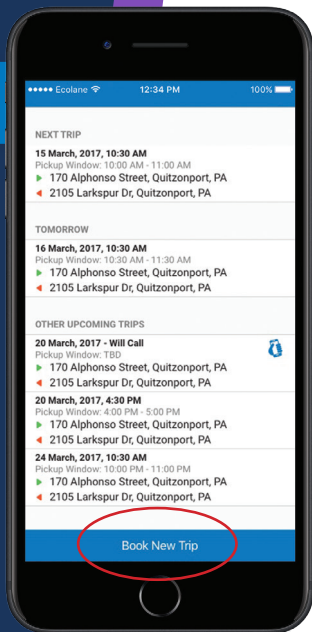 Ecolane 12:34 PM 100%
NEXT TRIP
15 March, 2017, 10:30 AM
Pickup Window: 10:00 AM - 11:00 AM
170 Alphonso Street, Quitzonport, PA
2105 Larkspur Dr, Quitzonport, PA
TOMORROW
16 March, 2017, 10:30 AM
Pickup Window: 10:30 AM - 11:30 AM
170 Alphonso Street, Quitzonport, PA
2105 Larkspur Dr, Quitzonport, PA
OTHER UPCOMING TRIPS
20 March, 2017 - Will Call
Pickup Window: TBD
170 Alphonso Street, Quitzonport, PA
2105 Larkspur Dr, Quitzonport, PA
20 March, 2017, 4:30 PM
Pickup Window: 4:00 PM - 5:00 PM
170 Alphonso Street, Quitzonport, PA
2105 Larkspur Dr, Quitzonport, PA
24 March, 2017, 10:30 AM
Pickup Window: 10:00 PM - 11:00 PM
170 Alphonso Street, Quitzonport, PA
2105 Larkspur Dr, Quitzonport, PA
Book New Trip